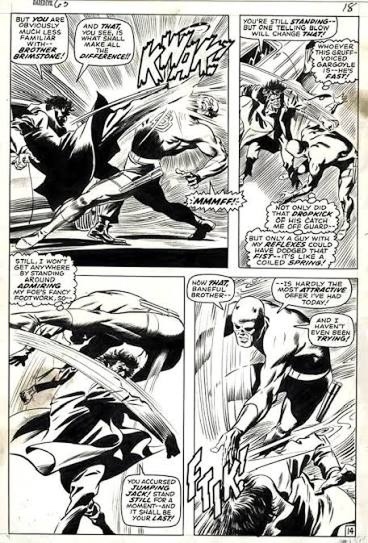 DAREDEVIL 65
18
BUT YOU ARE
OBVIOUSLY
MUCH LESS
FAMILIAR
WITH--
BROTHER
BRIMSTONE!
AND THAT,
YOU SEE, IS
WHAT SHALL
MAKE ALL
THE
DIFFERENCE!!
KWAK!
MMMFF!
YOU'RE STILL STANDING--
BUT ONE TELLING BLOW
WILL CHANGE THAT!
WHOEVER
THIS GRUFF-
VOICED
GARGOYLE
IS--HE'S
FAST!
NOT ONLY DID
THAT DROPKICK
OF HIS CATCH
ME OFF GUARD--
BUT ONLY A GUY WITH
MY REFLEXES COULD
HAVE DODGED THAT
FIST--IT'S LIKE A
COILED SPRING!
STILL, I WON'T
GET ANYWHERE
BY STANDING
AROUND
ADMIRING
MY FOE'S FANCY
FOOTWORK, SO--
YOU ACCURSED
JUMPING
JACK! STAND
STILL FOR A
MOMENT--AND
IT SHALL BE
YOUR LAST!
NOW THAT,
BANEFUL
BROTHER--
--IS HARDLY THE
MOST ATTRACTIVE
OFFER I'VE HAD
TODAY!
AND I
HAVEN'T
EVEN BEEN
TRYING!
FTIK!
14